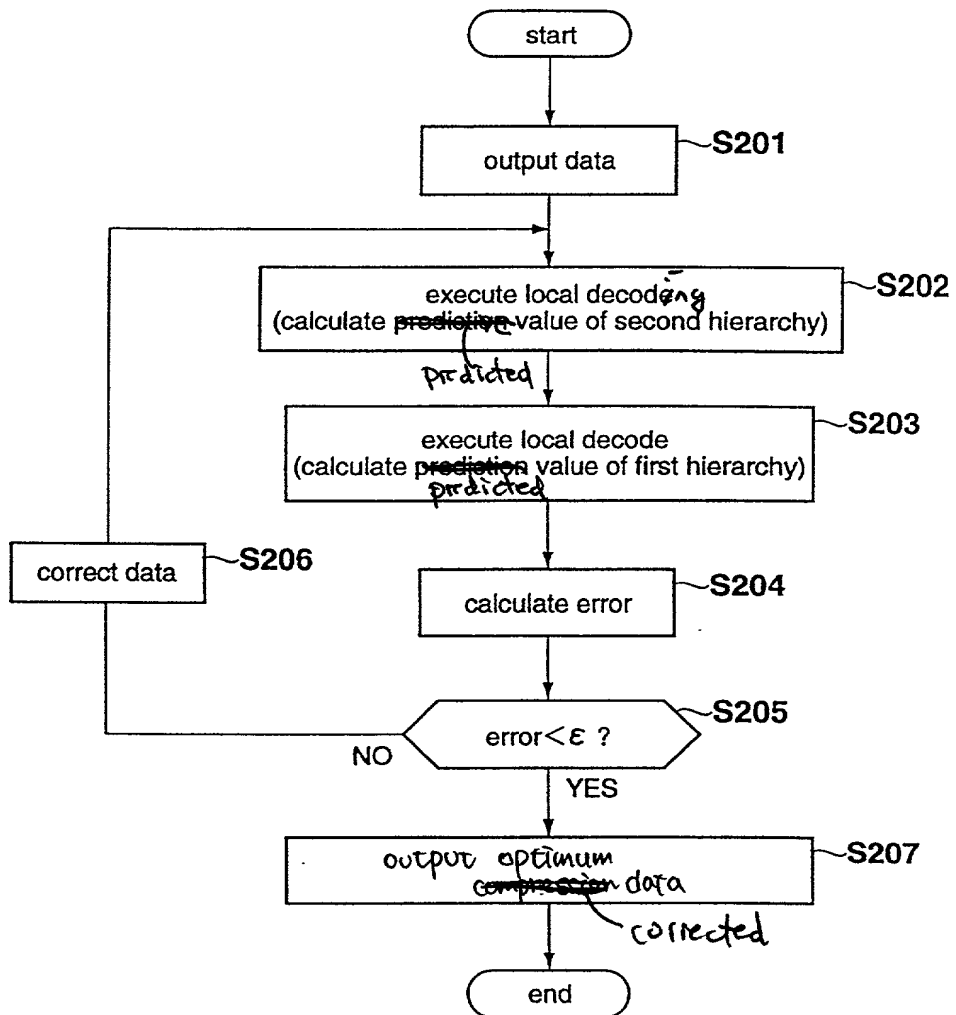 start
output data
S201
execute local decoding
(calculate prediction value of second hierarchy)
S202
predicted
execute local decode
(calculate prediction value of first hierarchy)
S203
predicted
correct data
S206
calculate error
S204
error<ε ?
S205
NO
YES
output optimum
compression data
S207
corrected
end